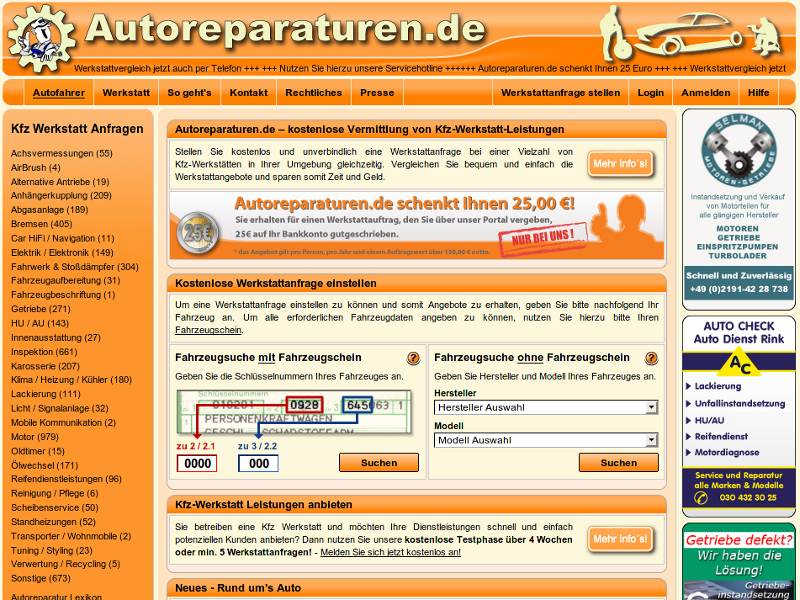 Autoreparaturen.de
Werkstattvergleich jetzt auch per Telefon +++ +++ Nutzen Sie hierzu unsere Servicehotline ++++++ Autoreparaturen.de schenkt Ihnen 25 Euro +++ +++ Werkstattvergleich jetzt
Autofahrer Werkstatt So geht's Kontakt Rechtliches Presse Werkstattanfrage stellen Login Anmelden Hilfe
Kfz Werkstatt Anfragen
Achsvermessungen (55)
AirBrush (4)
Alternative Antriebe (19)
Anhängerkupplung (209)
Abgasanlage (189)
Bremsen (405)
Car HiFi / Navigation (11)
Elektrik / Elektronik (149)
Fahrwerk & Stoßdämpfer (304)
Fahrzeugaufbereitung (31)
Fahrzeugbeschriftung (1)
Getriebe (271)
HU / AU (143)
Innenausstattung (27)
Inspektion (661)
Karosserie (207)
Klima / Heizung / Kühler (180)
Lackierung (111)
Licht / Signalanlage (32)
Mobile Kommunikation (2)
Motor (979)
Oldtimer (15)
Ölwechsel (171)
Reifendienstleistungen (96)
Reinigung / Pflege (6)
Scheibenservice (50)
Standheizungen (52)
Transporter / Wohnmobile (2)
Tuning / Styling (23)
Verwertung / Recycling (5)
Sonstige (673)
Autoreparatur Lexikon
Autoreparaturen.de – kostenlose Vermittlung von Kfz-Werkstatt-Leistungen
Stellen Sie kostenlos und unverbindlich eine Werkstattanfrage bei einer Vielzahl von
Kfz-Werkstätten in Ihrer Umgebung gleichzeitig. Vergleichen Sie bequem und einfach die
Werkstattangebote und sparen somit Zeit und Geld.
Mehr Info's!
Autoreparaturen.de schenkt Ihnen 25,00 €!
Sie erhalten für einen Werkstattauftrag, den Sie über unser Portal vergeben,
25€ auf Ihr Bankkonto gutgeschrieben.
25€
NUR BEI UNS !
* das Angebot gilt pro Person, pro Jahr und einem Auftragswert über 130,00 € netto.
Kostenlose Werkstattanfrage einstellen
Um eine Werkstattanfrage einstellen zu können und somit Angebote zu erhalten, geben Sie bitte nachfolgend Ihr
Fahrzeug an. Um alle erforderlichen Fahrzeugdaten angeben zu können, nutzen Sie hierzu bitte Ihren
Fahrzeugschein.
Fahrzeugsuche mit Fahrzeugschein ?
Geben Sie die Schlüsselnummern Ihres Fahrzeuges an.
Schlüsselnummern
010201 0928 645063 1
PERSONENKRAFTWAGEN
GESCHL. SCHADSTOFFARM
zu 2 / 2.1 zu 3 / 2.2
0000 000 Suchen
Fahrzeugsuche ohne Fahrzeugschein ?
Geben Sie Hersteller und Modell Ihres Fahrzeuges an.
Hersteller
Hersteller Auswahl
Modell
Modell Auswahl
Suchen
Kfz-Werkstatt Leistungen anbieten
Sie betreiben eine Kfz Werkstatt und möchten Ihre Dienstleistungen schnell und einfach
potenziellen Kunden anbieten? Dann nutzen Sie unsere kostenlose Testphase über 4 Wochen
oder min. 5 Werkstattanfragen! - Melden Sie sich jetzt kostenlos an!
Mehr Info's!
Neues - Rund um's Auto
SELMAN
MOTOREN-GETRIEBE
Instandsetzung und Verkauf
von Motorteilen für
alle gängigen Hersteller
MOTOREN
GETRIEBE
EINSPRITZPUMPEN
TURBOLADER
Schnell und Zuverlässig
+49 (0)2191-42 28 738
AUTO CHECK
Auto Dienst Rink
AC
Lackierung
Unfallinstandsetzung
HU/AU
Reifendienst
Motordiagnose
Service und Reparatur
alle Marken & Modelle
030 432 30 25
Getriebe defekt?
Wir haben die
Lösung!
Getriebe-
instandsetzung